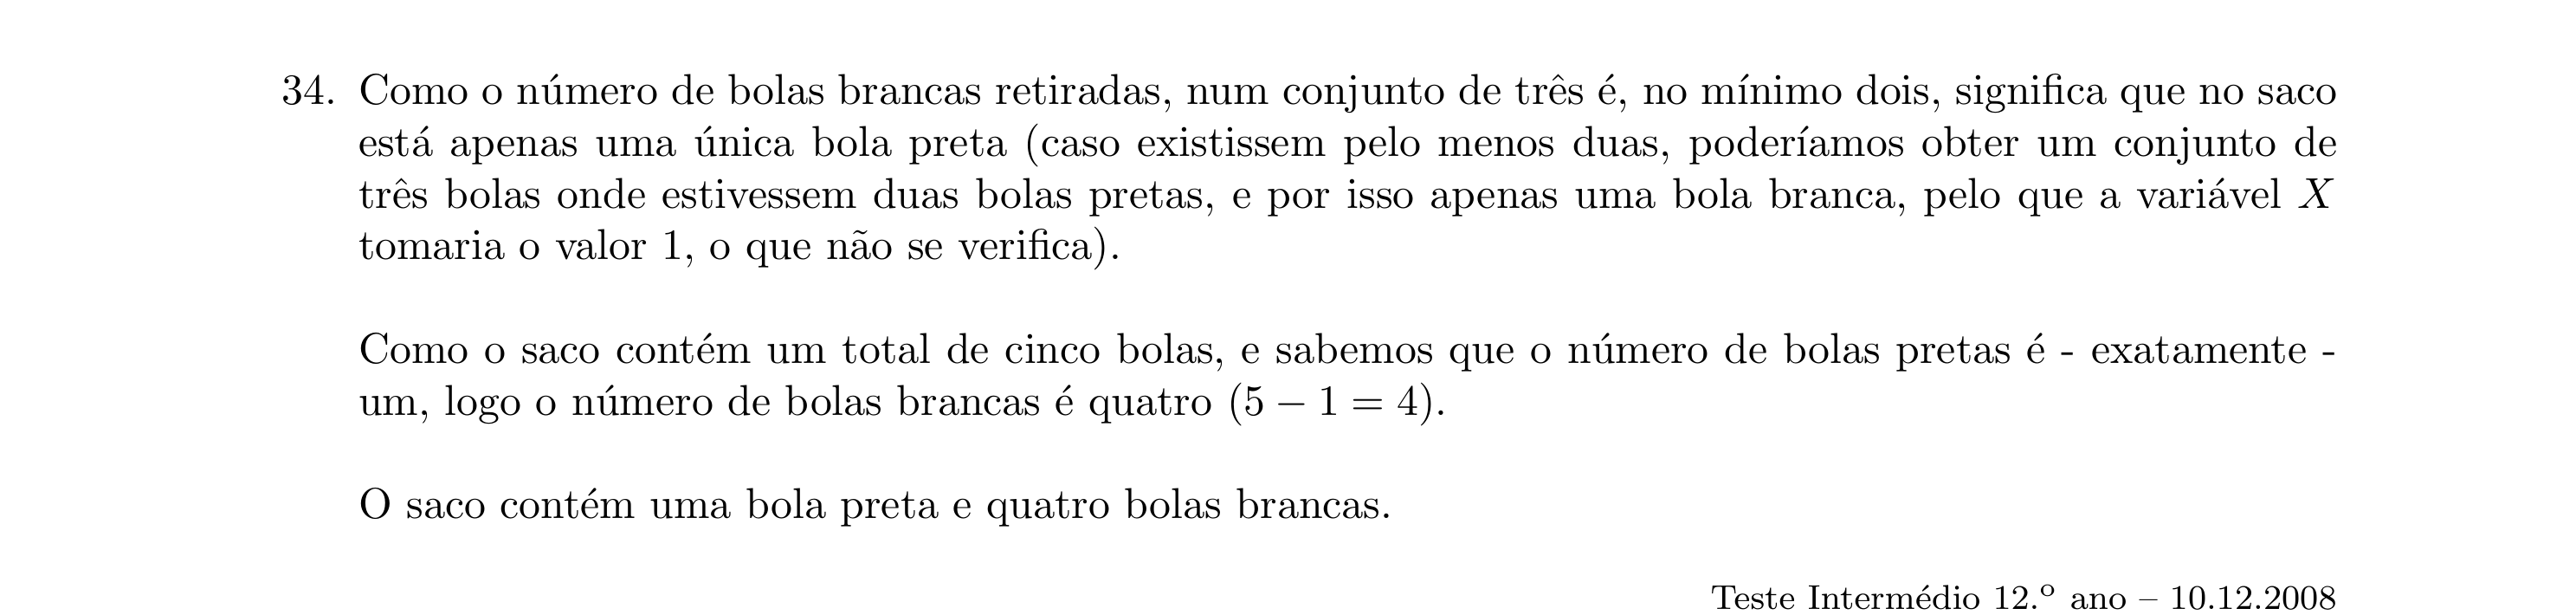 34. Como o número de bolas brancas retiradas, num conjunto de três é, no mínimo dois, significa que no saco
está apenas uma única bola preta (caso existissem pelo menos duas, poderíamos obter um conjunto de
três bolas onde estivessem duas bolas pretas, e por isso apenas uma bola branca, pelo que a variável X
tomaria o valor 1, o que não se verifica).
Como o saco contém um total de cinco bolas, e sabemos que o número de bolas pretas é - exatamente -
um, logo o número de bolas brancas é quatro (5 − 1 = 4).
O saco contém uma bola preta e quatro bolas brancas.
Teste Intermédio 12.º ano – 10.12.2008